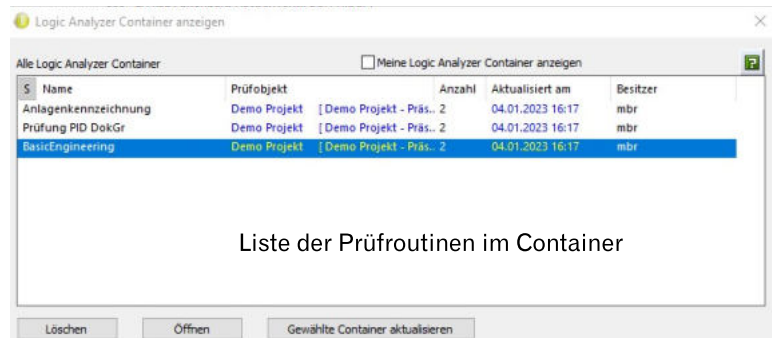 Logic Analyzer Container anzeigen
Alle Logic Analyzer Container Meine Logic Analyzer Container anzeigen
S Name Prüfobjekt Anzahl Aktualisiert am Besitzer
Anlagenkennzeichnung Demo Projekt [ Demo Projekt - Präs... 2 04.01.2023 16:17 mbr
Prüfung PID DokGr Demo Projekt [ Demo Projekt - Präs... 2 04.01.2023 16:17 mbr
BasicEngineering Demo Projekt [ Demo Projekt - Präs... 2 04.01.2023 16:17 mbr
Liste der Prüfroutinen im Container
Löschen Öffnen Gewählte Container aktualisieren